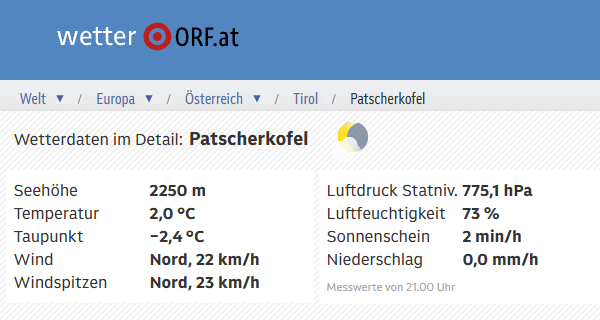 wetter ORF.at
Welt ▼ / Europa ▼ / Österreich ▼ / Tirol / Patscherkofel
Wetterdaten im Detail: Patscherkofel
Seehöhe 2250 m
Temperatur 2,0 °C
Taupunkt −2,4 °C
Wind Nord, 22 km/h
Windspitzen Nord, 23 km/h
Luftdruck Statniv. 775,1 hPa
Luftfeuchtigkeit 73 %
Sonnenschein 2 min/h
Niederschlag 0,0 mm/h
Messwerte von 21.00 Uhr